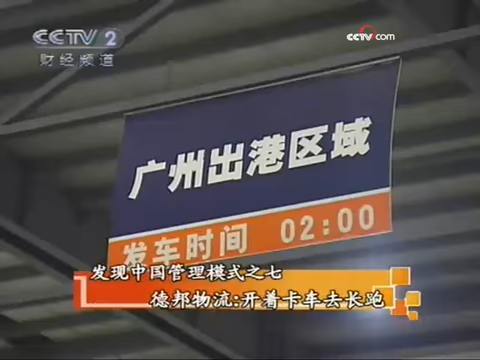 CCTV 2
财经频道
CCTV.com
广州出港区域
发车时间 02:00
发现中国管理模式之七
德邦物流:开着卡车去长跑